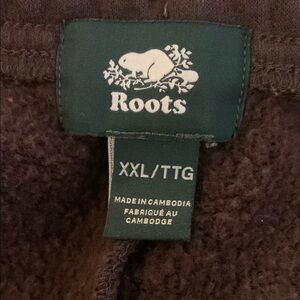 Roots
XXL/TTG
MADE IN CAMBODIA
FABRIQUÉ AU
CAMBODGE